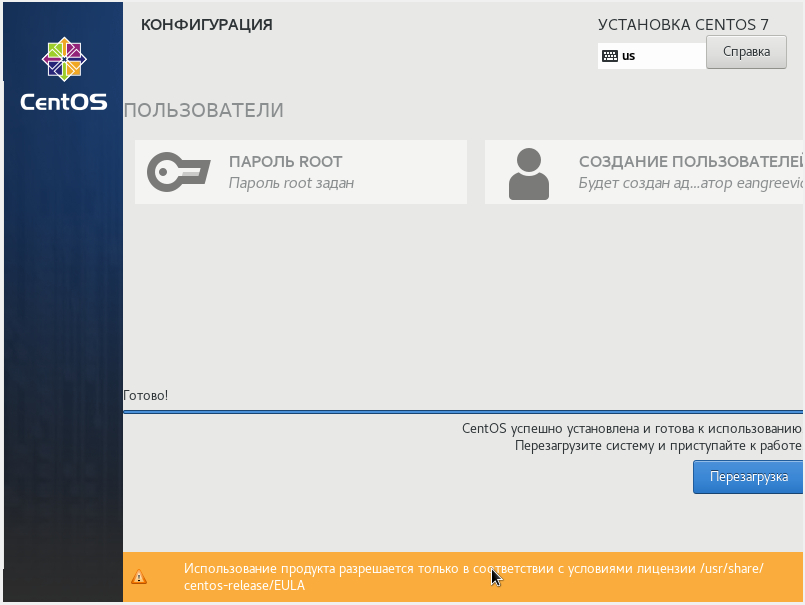 КОНФИГУРАЦИЯ
УСТАНОВКА CENTOS 7
us
Справка
CentOS
ПОЛЬЗОВАТЕЛИ
ПАРОЛЬ ROOT
Пароль root задан
СОЗДАНИЕ ПОЛЬЗОВАТЕЛЕЙ
Будет создан ад...атор eangreevic
Готово!
CentOS успешно установлена и готова к использованию
Перезагрузите систему и приступайте к работе
Перезагрузка
Использование продукта разрешается только в соответствии с условиями лицензии /usr/share/
centos-release/EULA